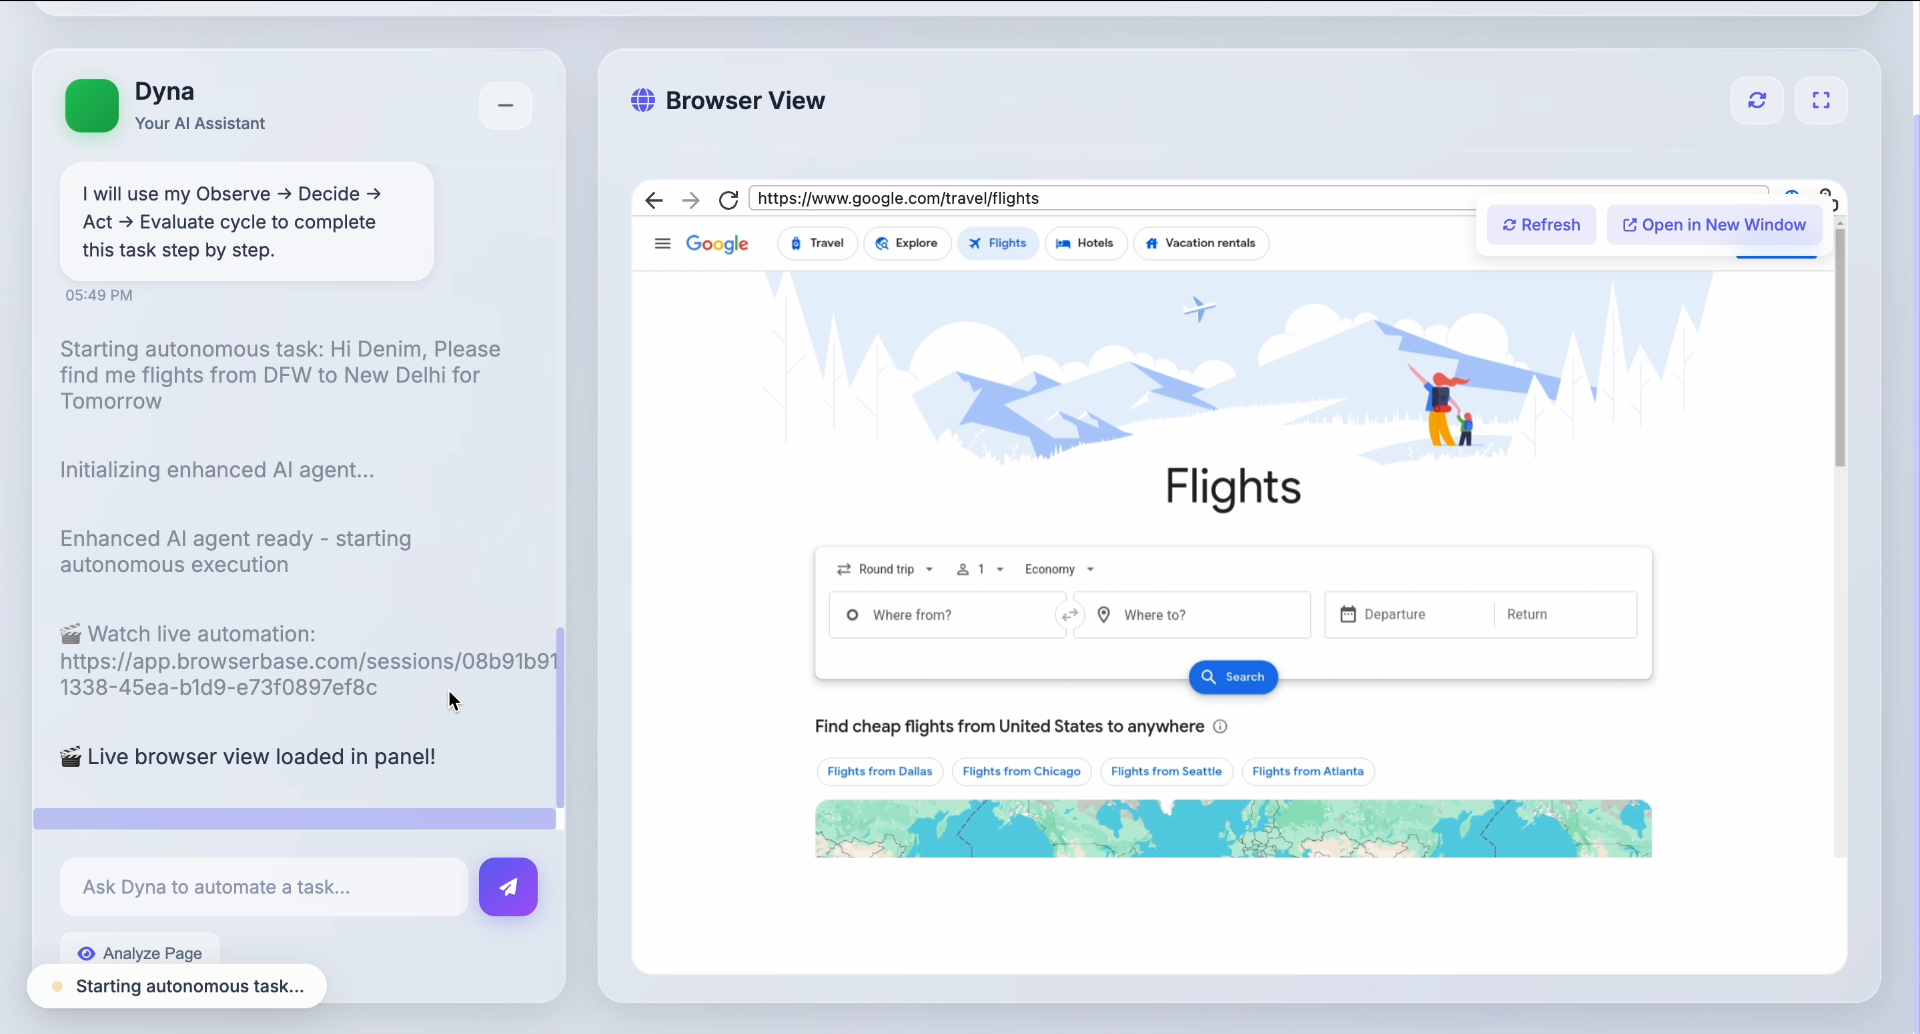 Dyna
Your AI Assistant
I will use my Observe → Decide →
Act → Evaluate cycle to complete
this task step by step.
05:49 PM
Starting autonomous task: Hi Denim, Please
find me flights from DFW to New Delhi for
Tomorrow
Initializing enhanced AI agent...
Enhanced AI agent ready - starting
autonomous execution
🎬 Watch live automation:
https://app.browserbase.com/sessions/08b91b91
1338-45ea-b1d9-e73f0897ef8c
🎬 Live browser view loaded in panel!
Ask Dyna to automate a task...
Analyze Page
Starting autonomous task...
Browser View
https://www.google.com/travel/flights
Refresh
Open in New Window
Google
Travel
Explore
Flights
Hotels
Vacation rentals
Flights
Round trip
1
Economy
Where from?
Where to?
Departure
Return
Search
Find cheap flights from United States to anywhere
Flights from Dallas
Flights from Chicago
Flights from Seattle
Flights from Atlanta